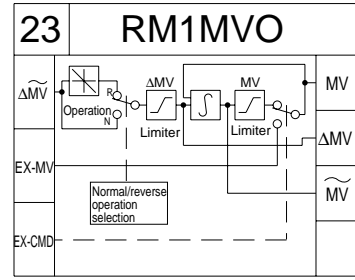 23 RM1MVO
ΔMV~
R
Operation
N
ΔMV
Limiter
∫
MV
Limiter
MV
ΔMV
EX-MV
Normal/reverse
operation
selection
MV~
EX-CMD